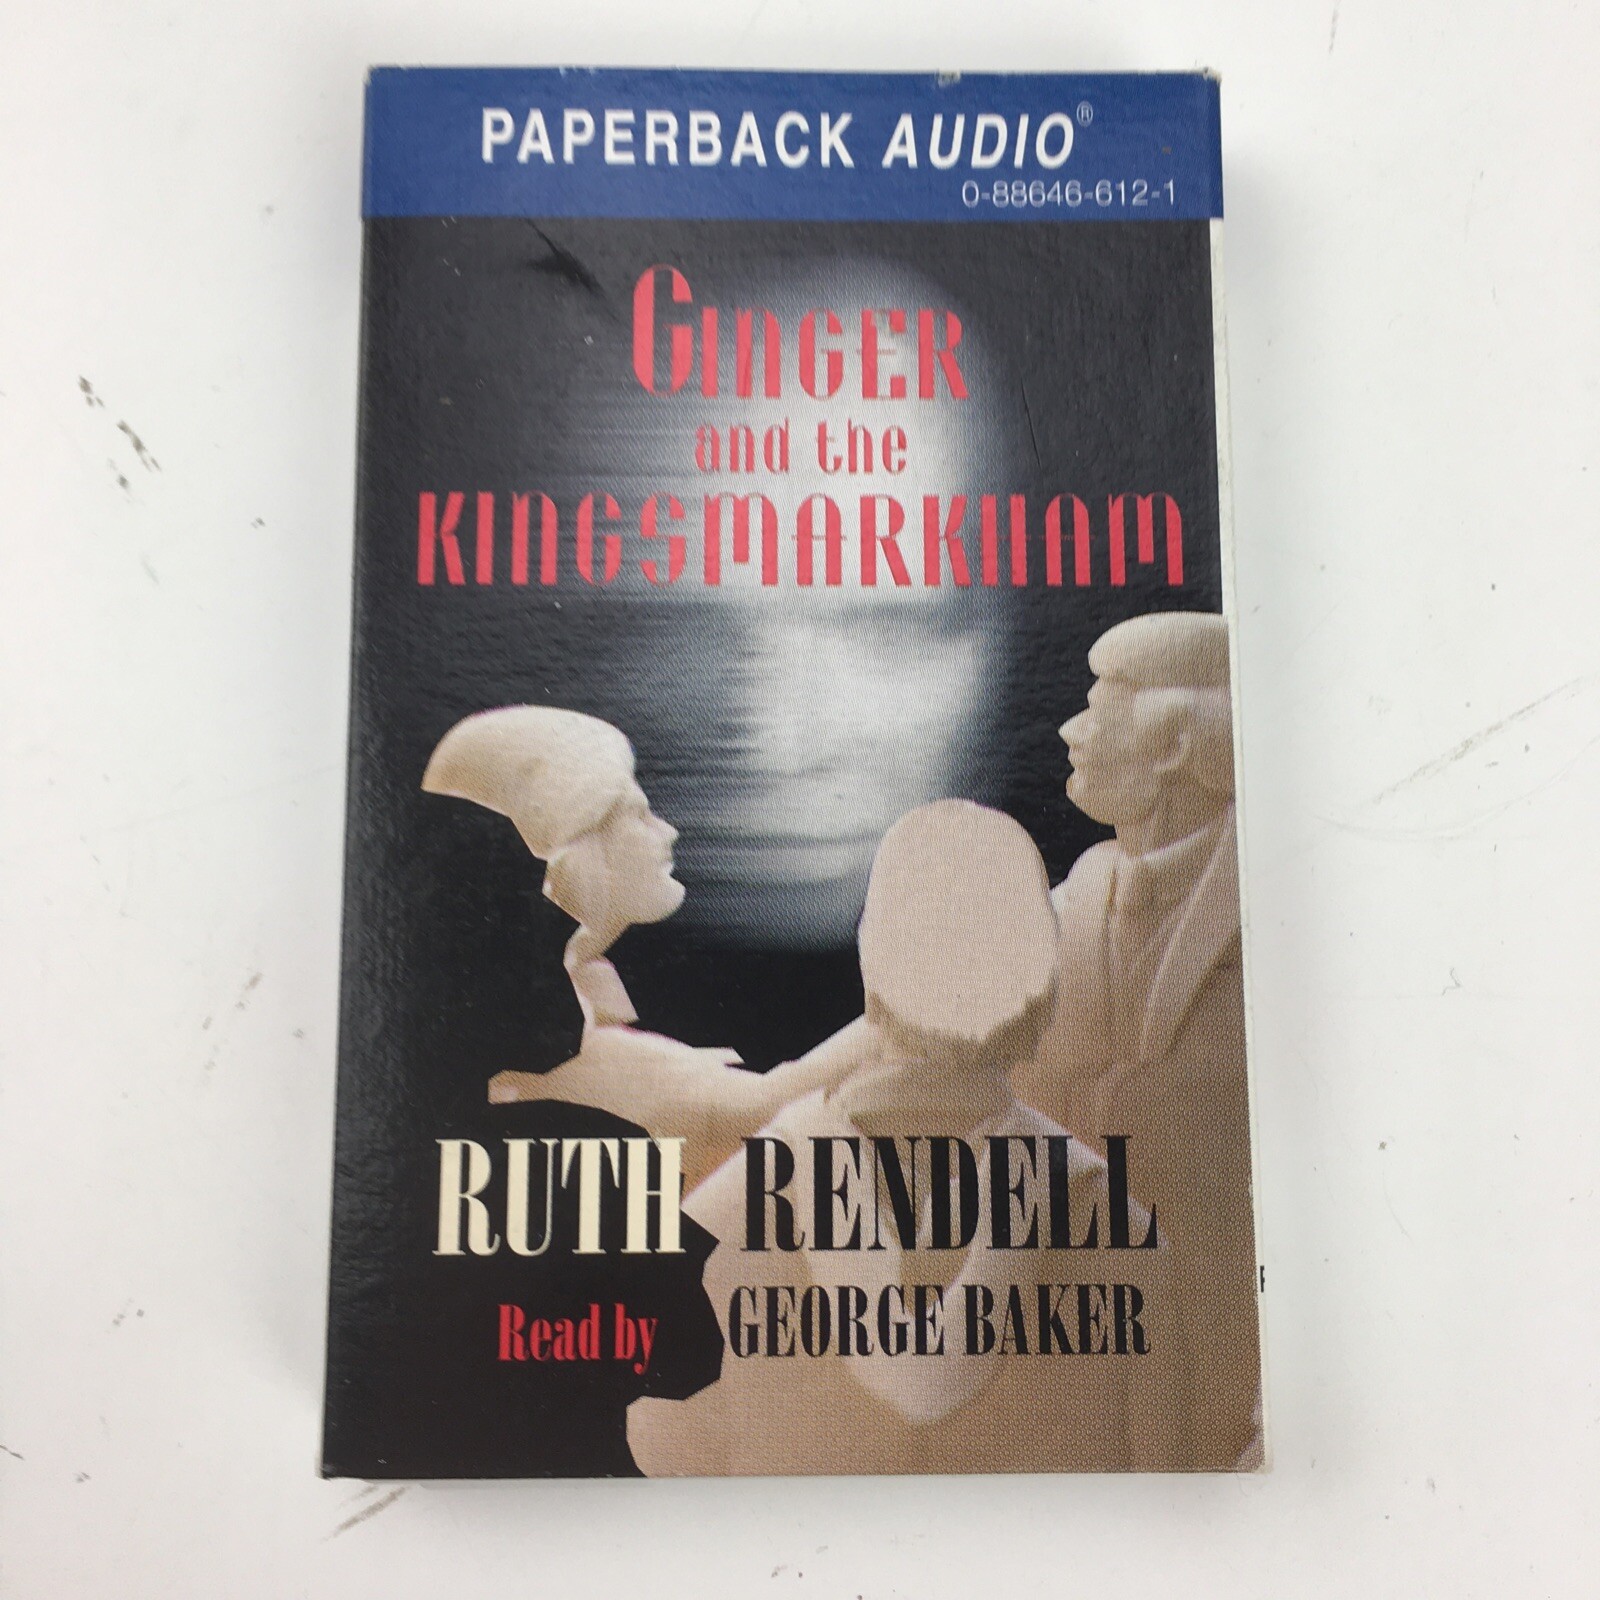 PAPERBACK AUDIO®
0-88646-612-1
GINGER
and the
KINGSMARKHAM
RUTH RENDELL
Read by GEORGE BAKER